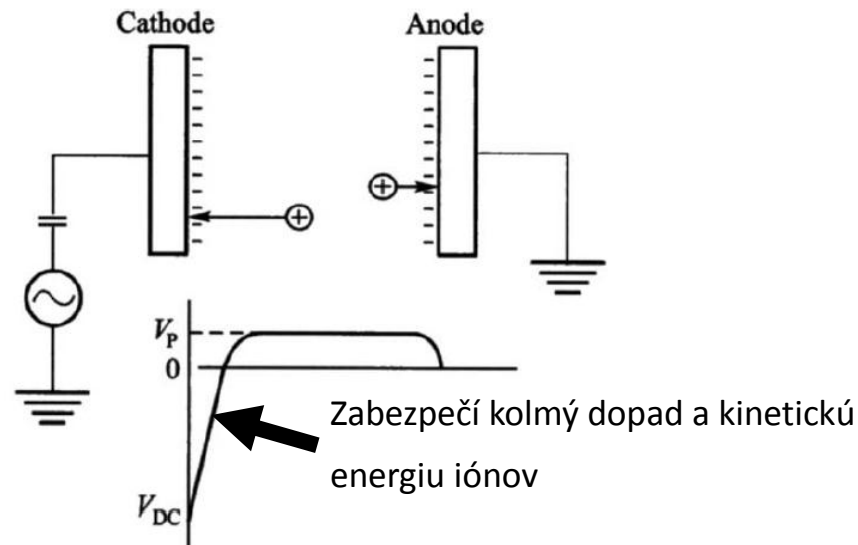 Cathode
Anode
V_P
0
Zabezpečí kolmý dopad a kinetickú
energiu iónov
V_DC